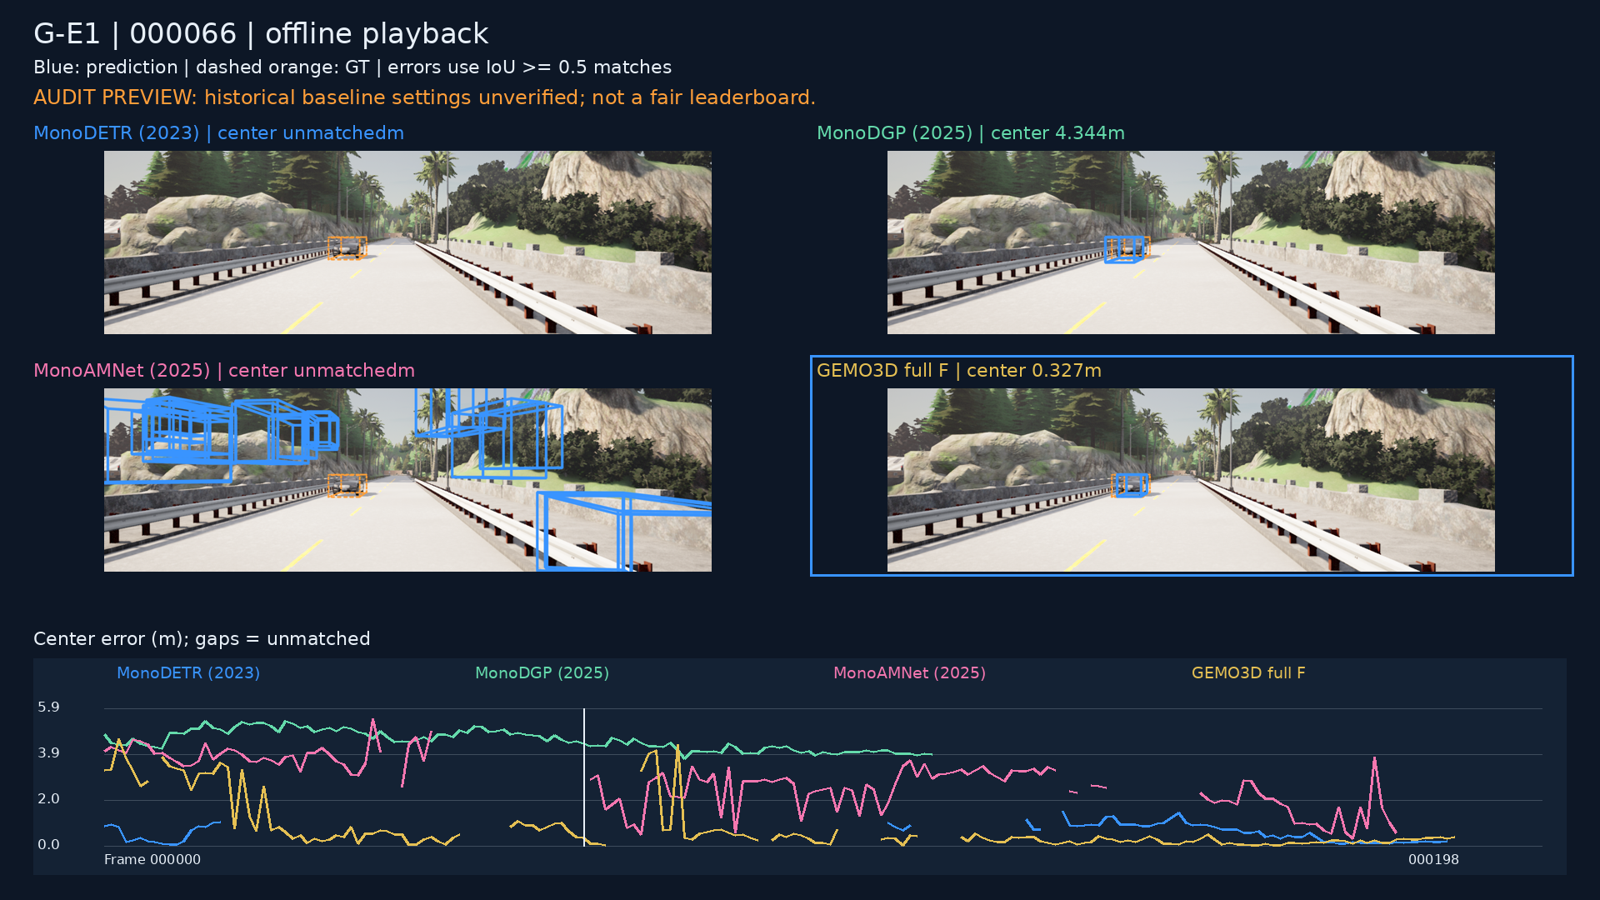 G-E1 | 000066 | offline playback
Blue: prediction | dashed orange: GT | errors use IoU >= 0.5 matches
AUDIT PREVIEW: historical baseline settings unverified; not a fair leaderboard.
MonoDETR (2023) | center unmatchedm
MonoDGP (2025) | center 4.344m
MonoAMNet (2025) | center unmatchedm
GEMO3D full F | center 0.327m
Center error (m); gaps = unmatched
MonoDETR (2023)
MonoDGP (2025)
MonoAMNet (2025)
GEMO3D full F
5.9
3.9
2.0
0.0
Frame 000000
000198